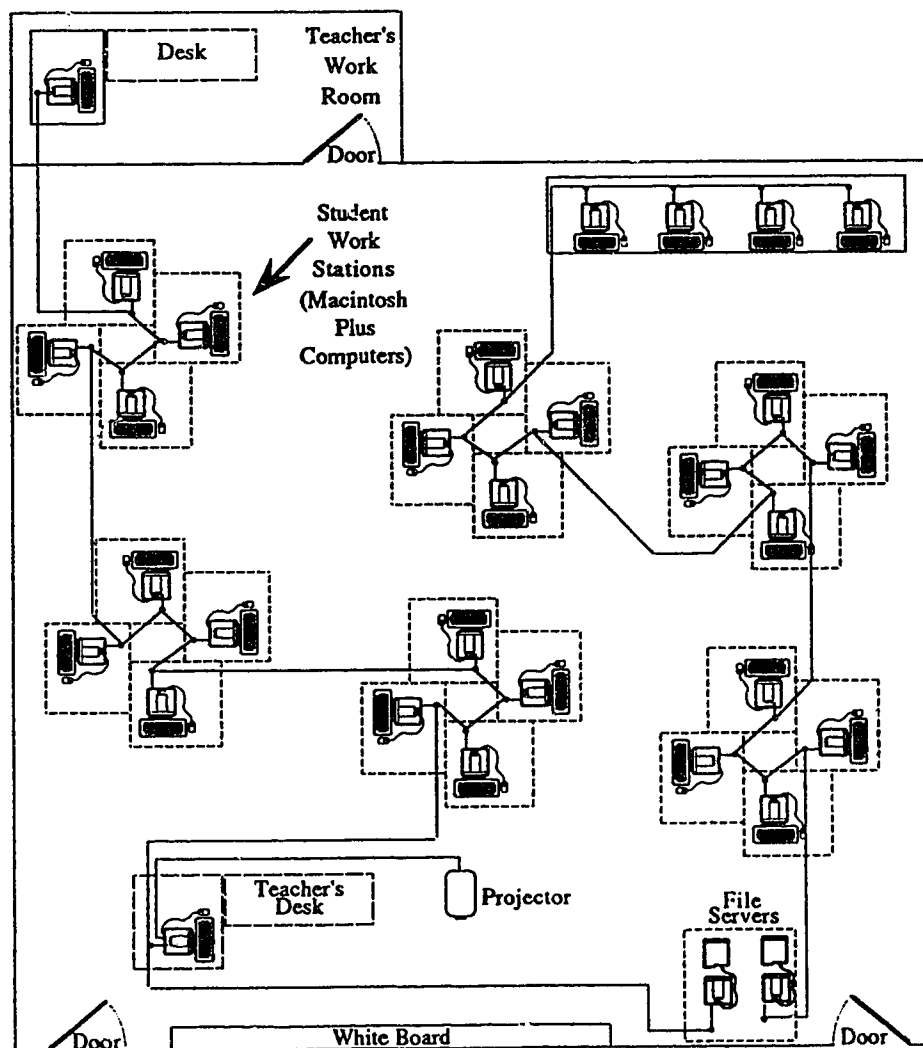 Desk
Teacher's
Work
Room
Door
Student
Work
Stations
(Macintosh
Plus
Computers)
Teacher's
Desk
Projector
File
Servers
Door
White Board
Door